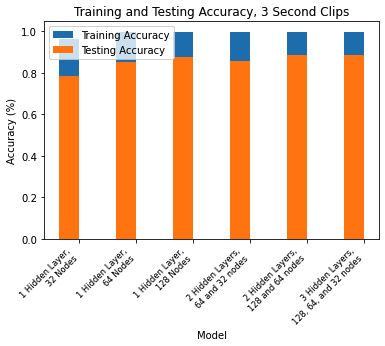 Training and Testing Accuracy, 3 Second Clips
Training Accuracy
Testing Accuracy
Accuracy (%)
1.0
0.8
0.6
0.4
0.2
0.0
1 Hidden Layer,
32 Nodes
1 Hidden Layer,
64 Nodes
1 Hidden Layer,
128 Nodes
2 Hidden Layers,
64 and 32 nodes
2 Hidden Layers,
128 and 64 nodes
3 Hidden Layers,
128, 64, and 32 nodes
Model